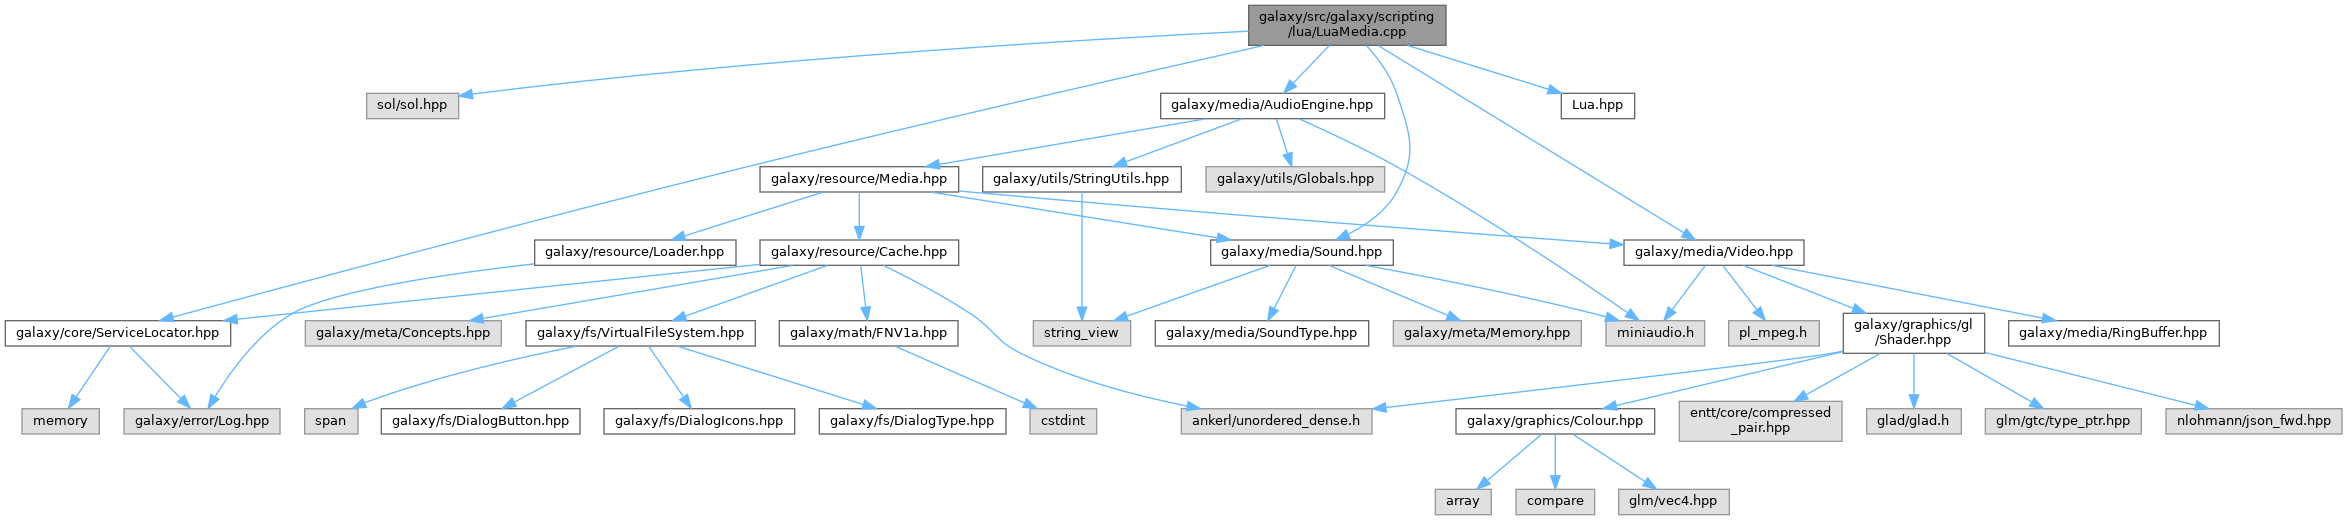 galaxy/src/galaxy/scripting
/lua/LuaMedia.cpp
sol/sol.hpp
galaxy/media/AudioEngine.hpp
Lua.hpp
galaxy/resource/Media.hpp
galaxy/utils/StringUtils.hpp
galaxy/utils/Globals.hpp
galaxy/resource/Loader.hpp
galaxy/resource/Cache.hpp
galaxy/media/Sound.hpp
galaxy/media/Video.hpp
galaxy/core/ServiceLocator.hpp
galaxy/meta/Concepts.hpp
galaxy/fs/VirtualFileSystem.hpp
galaxy/math/FNV1a.hpp
string_view
galaxy/media/SoundType.hpp
galaxy/meta/Memory.hpp
miniaudio.h
pl_mpeg.h
galaxy/graphics/gl
/Shader.hpp
galaxy/media/RingBuffer.hpp
memory
galaxy/error/Log.hpp
span
galaxy/fs/DialogButton.hpp
galaxy/fs/DialogIcons.hpp
galaxy/fs/DialogType.hpp
cstdint
ankerl/unordered_dense.h
galaxy/graphics/Colour.hpp
entt/core/compressed
_pair.hpp
glad/glad.h
glm/gtc/type_ptr.hpp
nlohmann/json_fwd.hpp
array
compare
glm/vec4.hpp